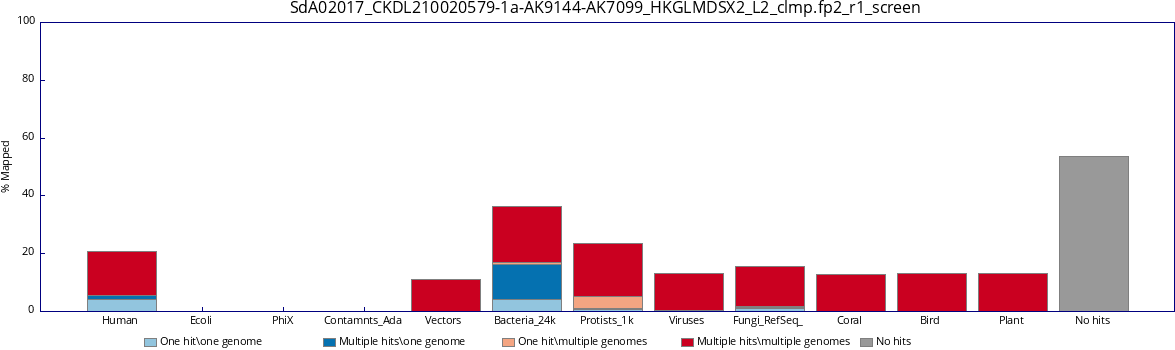 SdA02017_CKDL210020579-1a-AK9144-AK7099_HKGLMDSX2_L2_clmp.fp2_r1_screen
100
80
60
40
20
0
% Mapped
Human Ecoli PhiX Contamnts_Ada Vectors Bacteria_24k Protists_1k Viruses Fungi_RefSeq_ Coral Bird Plant No hits
One hit\one genome Multiple hits\one genome One hit\multiple genomes Multiple hits\multiple genomes No hits